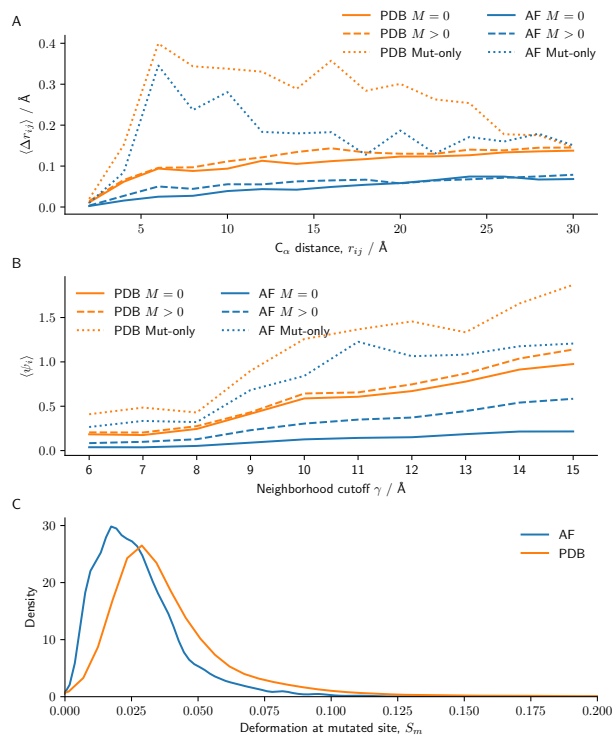 A
PDB M = 0
PDB M > 0
PDB Mut-only
AF M = 0
AF M > 0
AF Mut-only
⟨Δr_ij⟩ / Å
0.4
0.3
0.2
0.1
0.0
5 10 15 20 25 30
C_α distance, r_ij / Å
B
PDB M = 0
PDB M > 0
PDB Mut-only
AF M = 0
AF M > 0
AF Mut-only
⟨ψ_i⟩
1.5
1.0
0.5
0.0
6 7 8 9 10 11 12 13 14 15
Neighborhood cutoff γ / Å
C
AF
PDB
Density
30
20
10
0
0.000 0.025 0.050 0.075 0.100 0.125 0.150 0.175 0.200
Deformation at mutated site, S_m